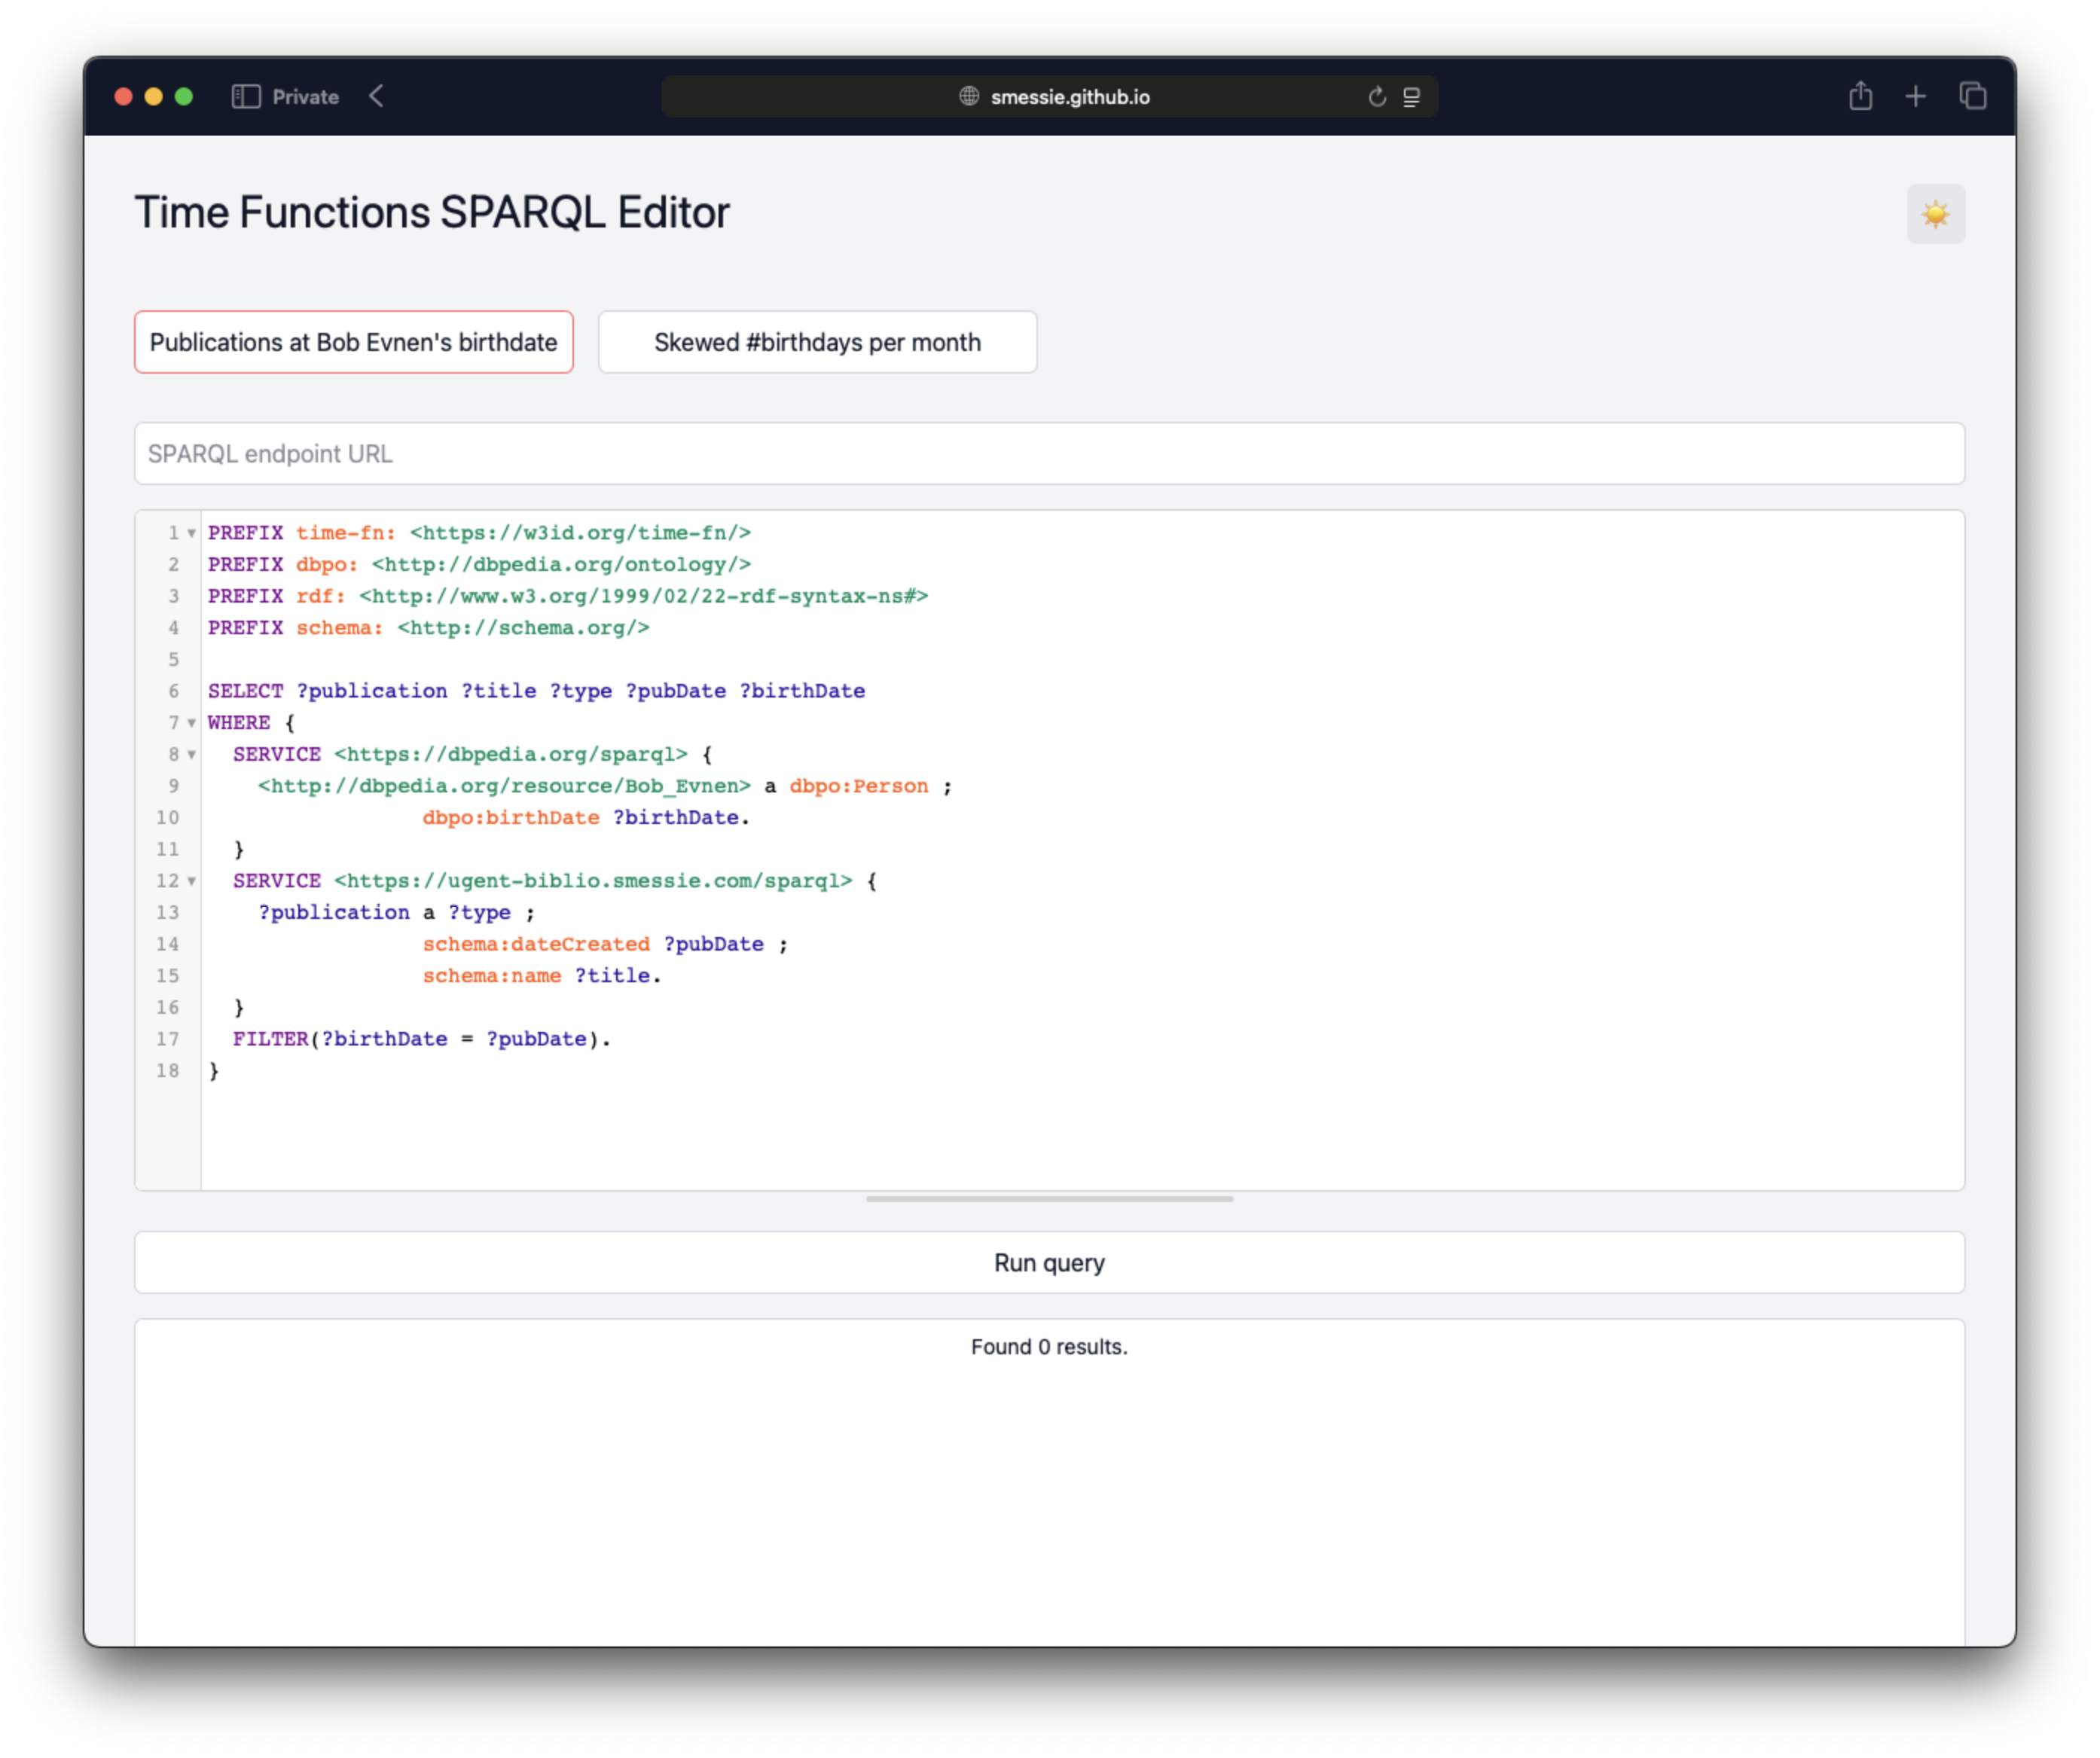 Private
smessie.github.io
Time Functions SPARQL Editor
Publications at Bob Evnen's birthdate
Skewed #birthdays per month
SPARQL endpoint URL
1 PREFIX time-fn: <https://w3id.org/time-fn/>
2 PREFIX dbpo: <http://dbpedia.org/ontology/>
3 PREFIX rdf: <http://www.w3.org/1999/02/22-rdf-syntax-ns#>
4 PREFIX schema: <http://schema.org/>
5
6 SELECT ?publication ?title ?type ?pubDate ?birthDate
7 WHERE {
8 SERVICE <https://dbpedia.org/sparql> {
9 <http://dbpedia.org/resource/Bob_Evnen> a dbpo:Person ;
10 dbpo:birthDate ?birthDate.
11 }
12 SERVICE <https://ugent-biblio.smessie.com/sparql> {
13 ?publication a ?type ;
14 schema:dateCreated ?pubDate ;
15 schema:name ?title.
16 }
17 FILTER(?birthDate = ?pubDate).
18 }
Run query
Found 0 results.